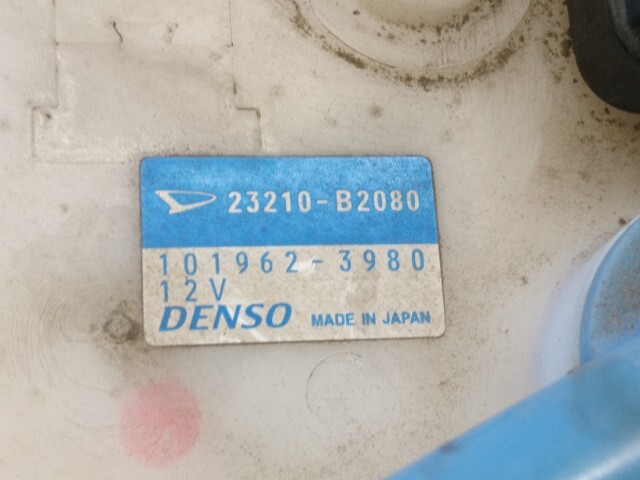 23210-B2080
101962-3980
12V
DENSO MADE IN JAPAN